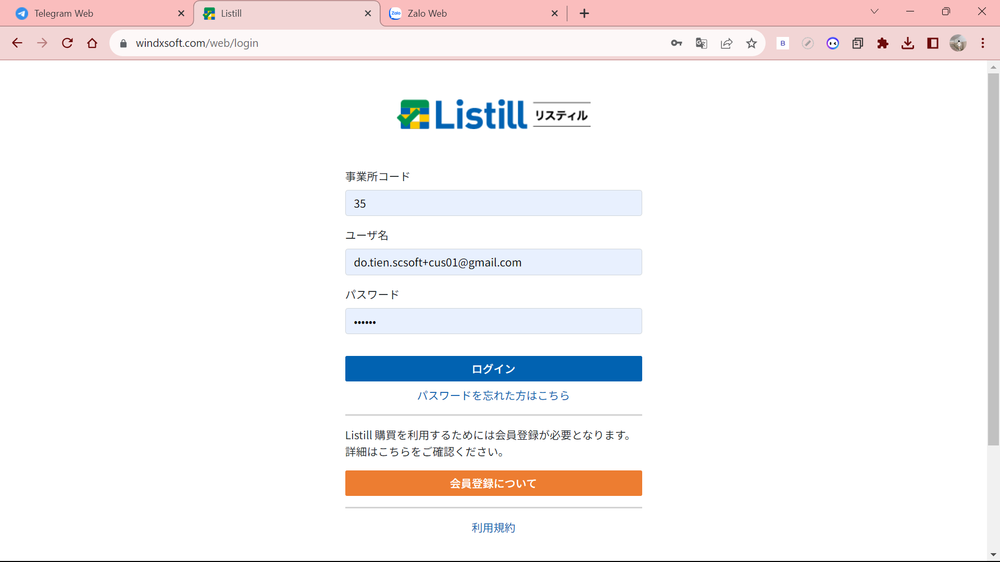 Telegram Web
Listill
Zalo Zalo Web
windxsoft.com/web/login
B
Listill リスティル
事業所コード
35
ユーザ名
do.tien.scsoft+cus01@gmail.com
パスワード
••••••
ログイン
パスワードを忘れた方はこちら
Listill 購買を利用するためには会員登録が必要となります。
詳細はこちらをご確認ください。
会員登録について
利用規約